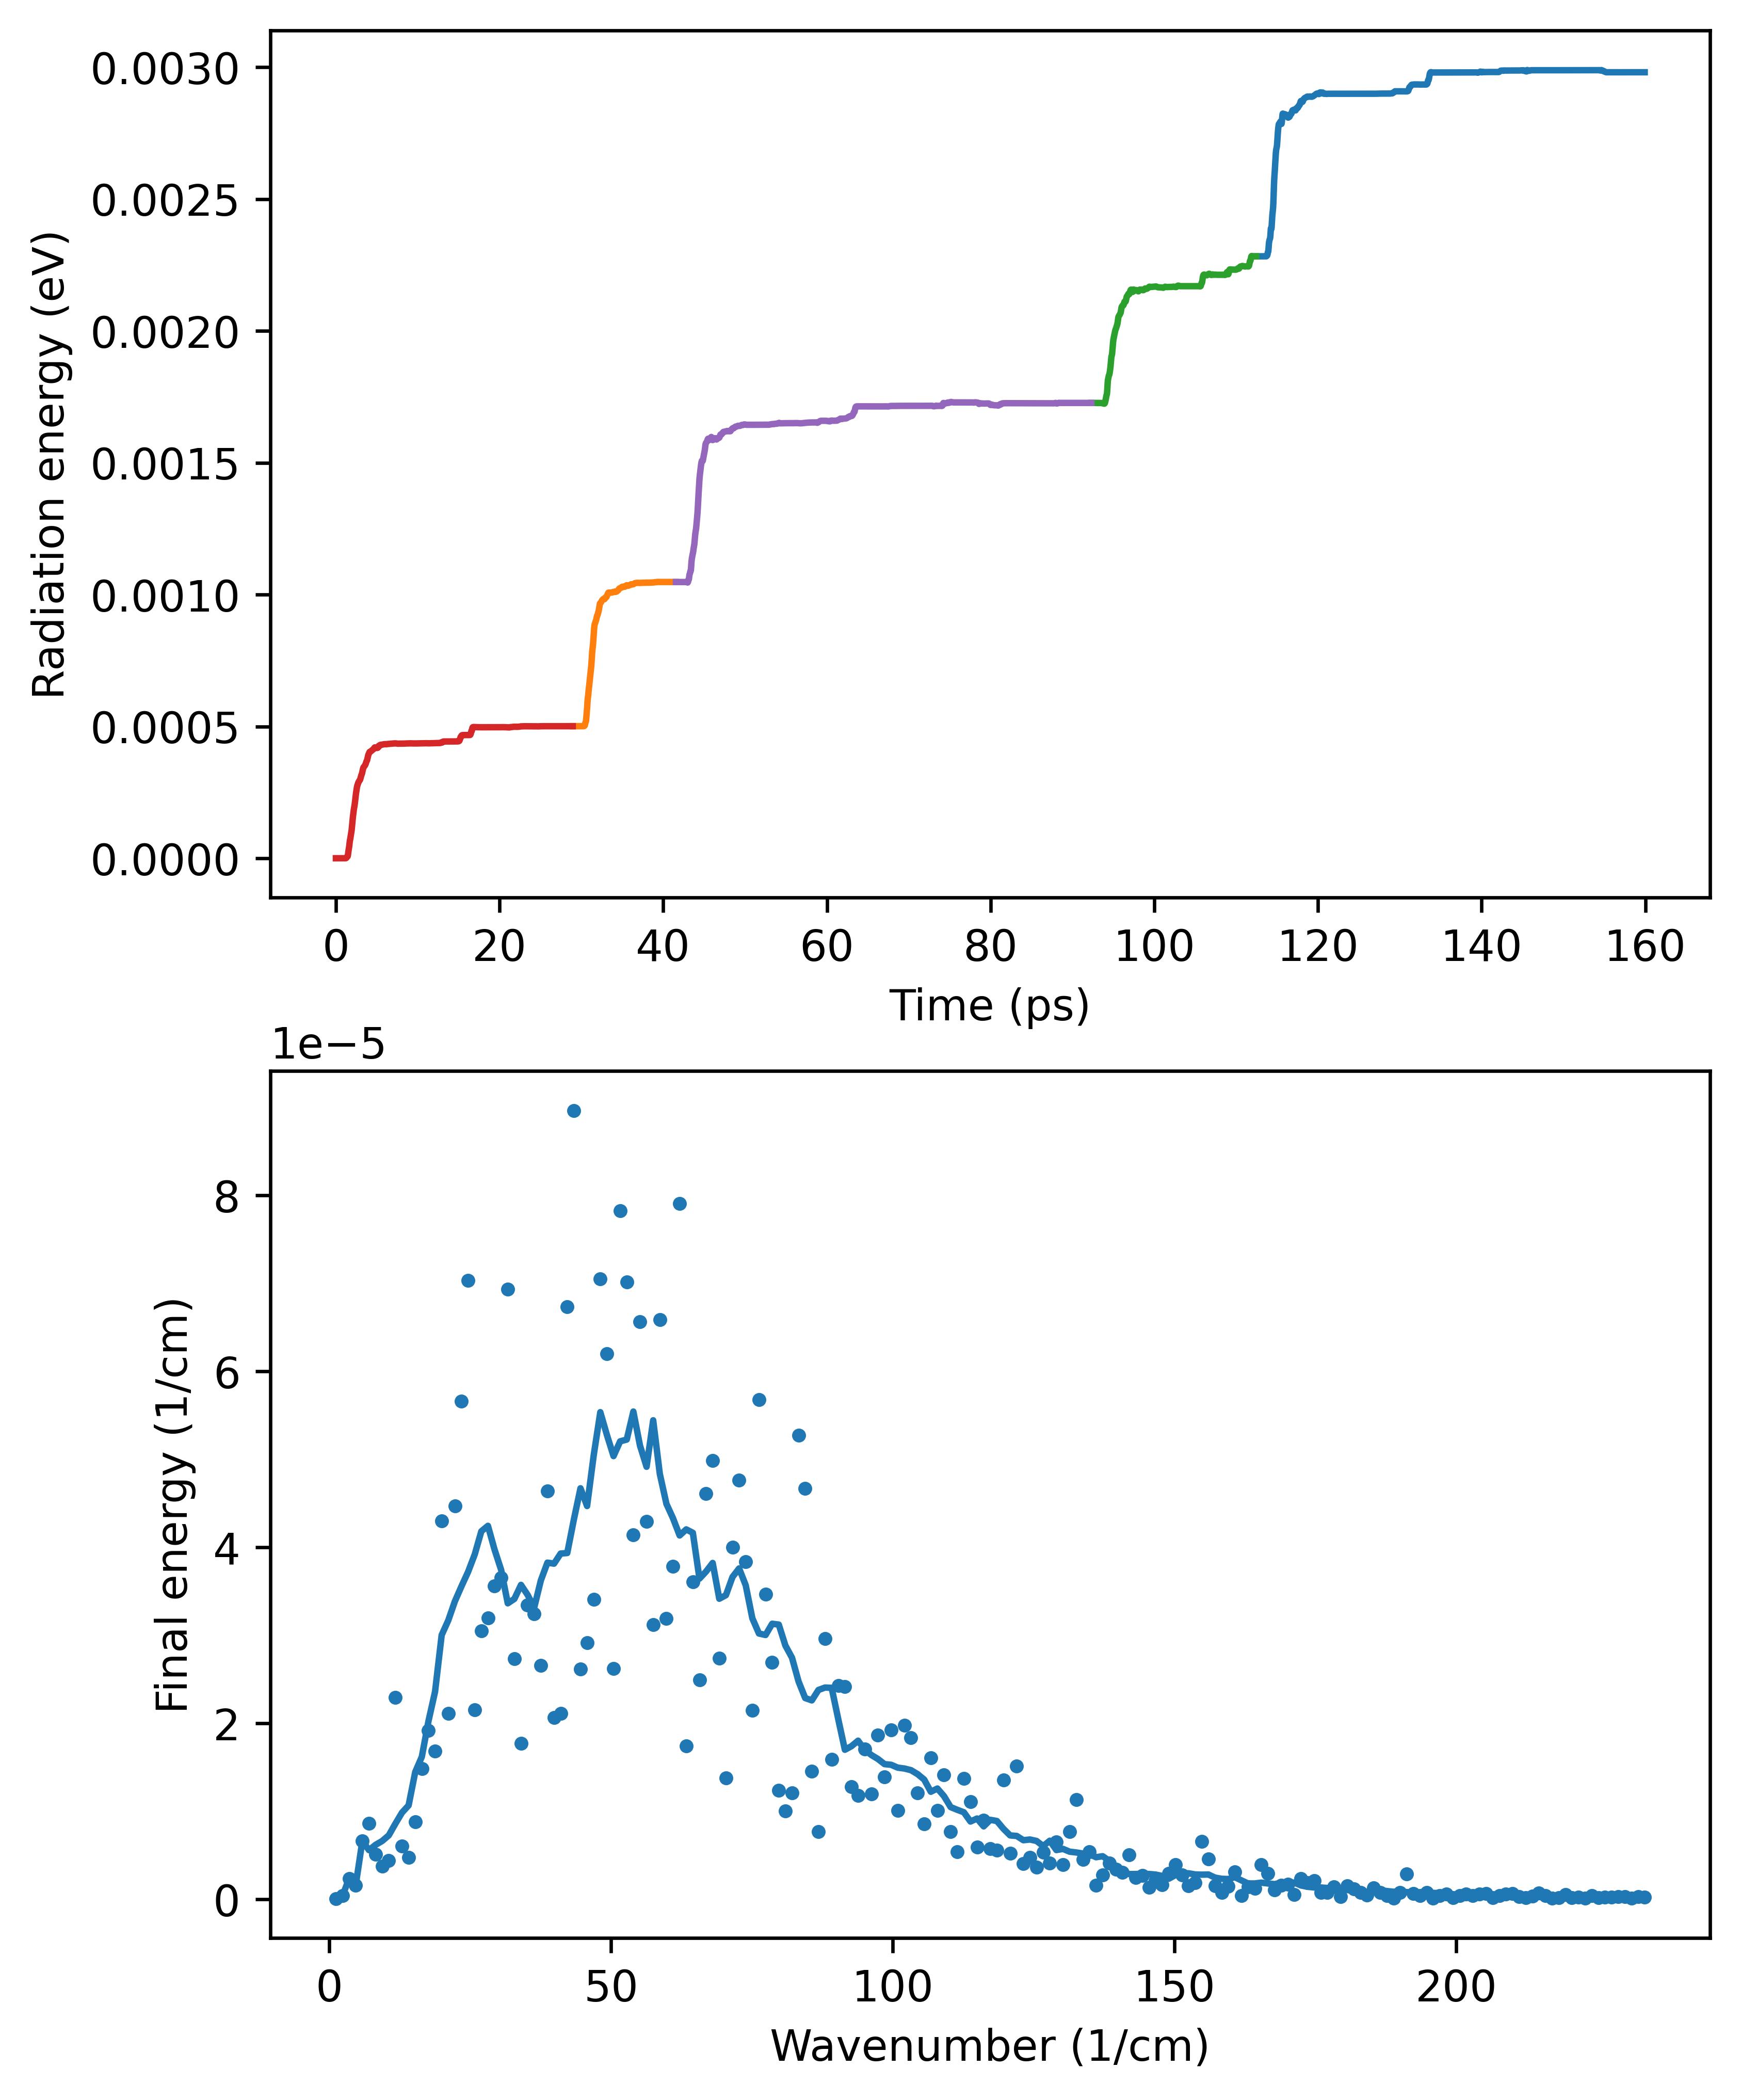 0.0030
0.0025
0.0020
0.0015
0.0010
0.0005
0.0000
Radiation energy (eV)
0 20 40 60 80 100 120 140 160
Time (ps)
1e−5
8
6
4
2
0
Final energy (1/cm)
0 50 100 150 200
Wavenumber (1/cm)